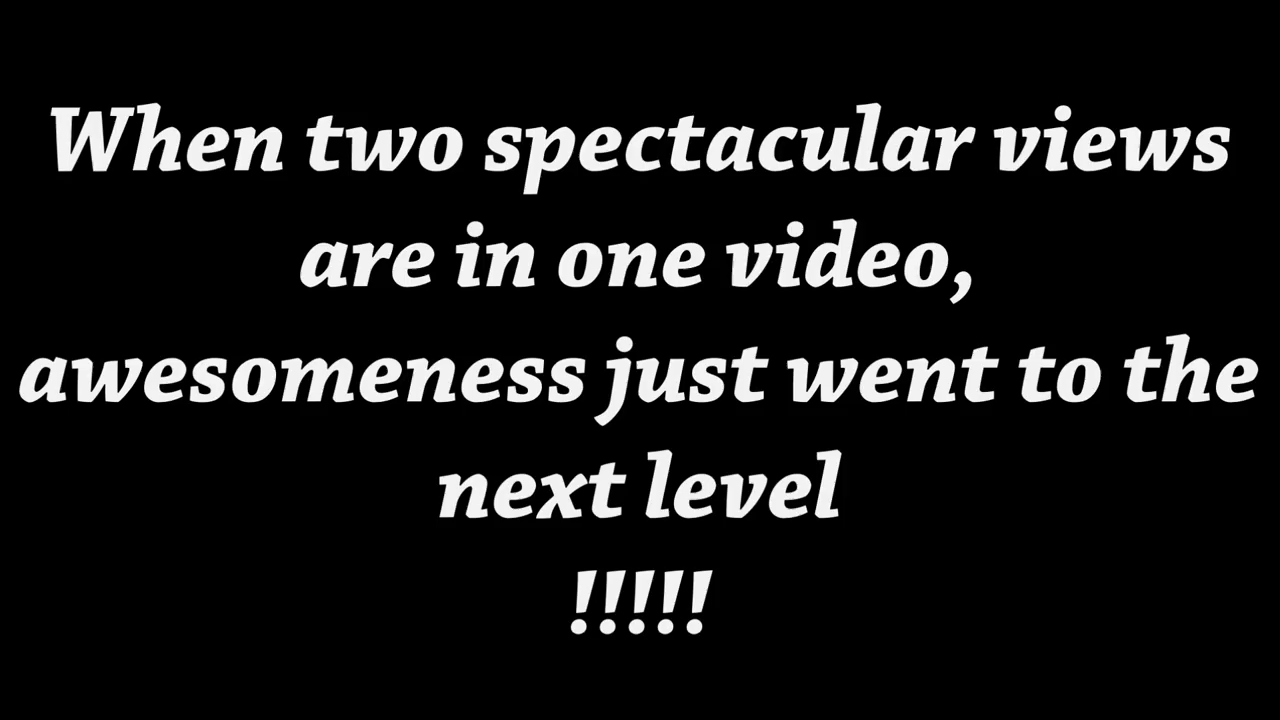 When two spectacular views
are in one video,
awesomeness just went to the
next level
!!!!!